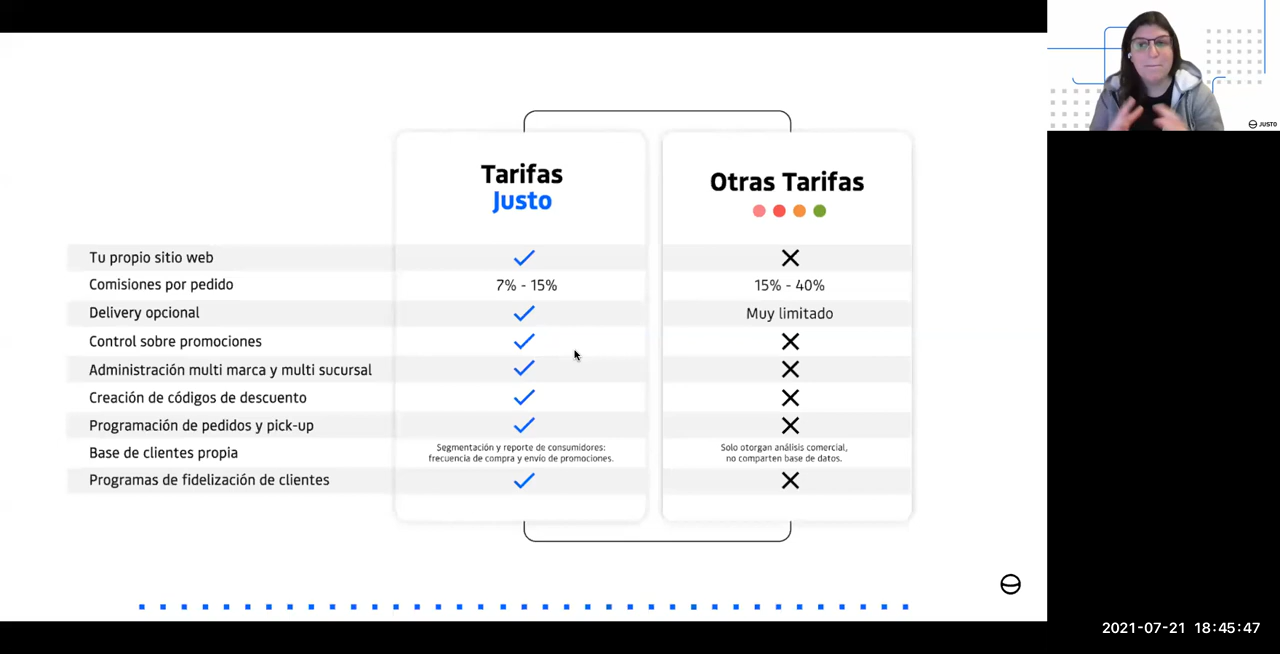 JUSTO
Tarifas
Justo
Otras Tarifas
Tu propio sitio web
Comisiones por pedido 7% - 15% 15% - 40%
Delivery opcional Muy limitado
Control sobre promociones
Administración multi marca y multi sucursal
Creación de códigos de descuento
Programación de pedidos y pick-up
Base de clientes propia
Segmentación y reporte de consumidores:
frecuencia de compra y envío de promociones.
Solo otorgan análisis comercial,
no comparten base de datos.
Programas de fidelización de clientes
2021-07-21 18:45:47